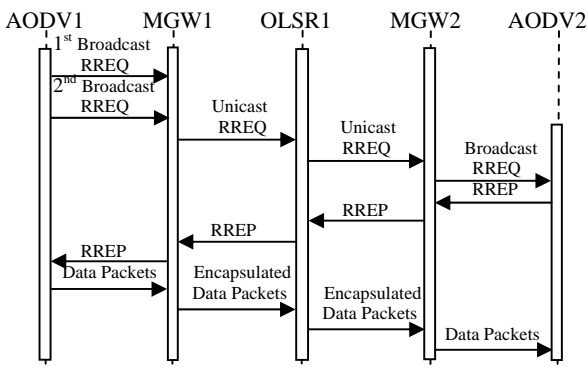 AODV1 MGW1 OLSR1 MGW2 AODV2
1st Broadcast
RREQ
2nd Broadcast
RREQ
Unicast
RREQ
Unicast
RREQ
Broadcast
RREQ
RREP
RREP
RREP
RREP
Data Packets
Encapsulated
Data Packets
Encapsulated
Data Packets
Data Packets